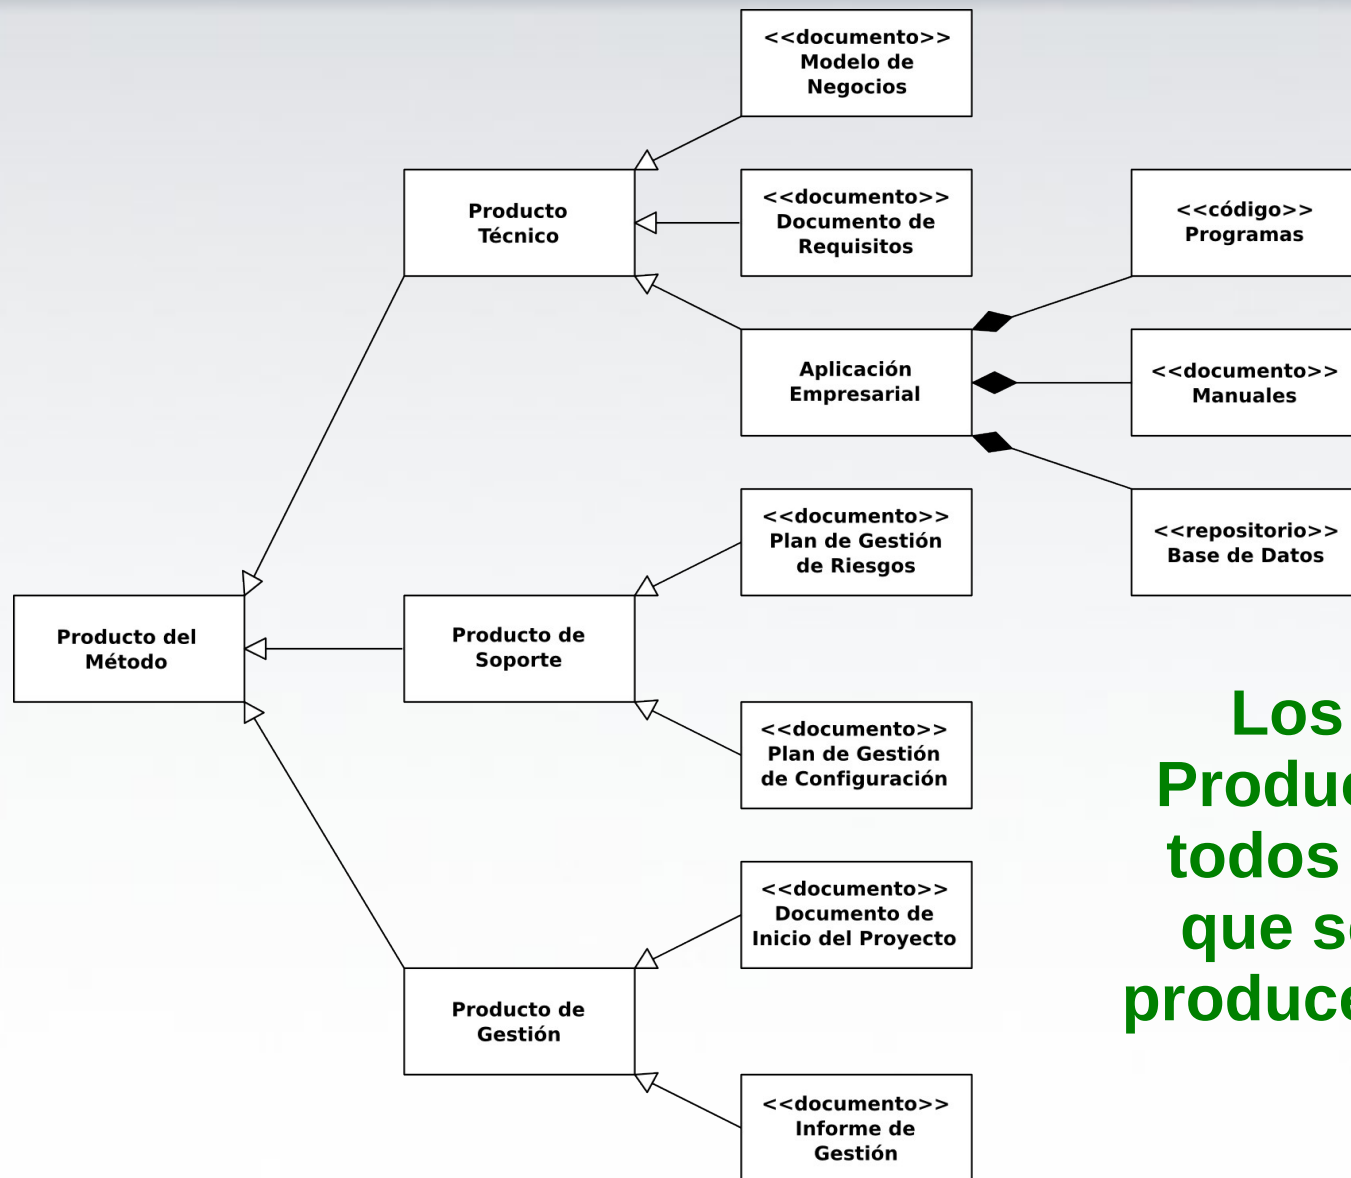 <<documento>>
Modelo de
Negocios
Producto
Técnico
<<documento>>
Documento de
Requisitos
<<código>>
Programas
Aplicación
Empresarial
<<documento>>
Manuales
<<documento>>
Plan de Gestión
de Riesgos
<<repositorio>>
Base de Datos
Producto del
Método
Producto de
Soporte
<<documento>>
Plan de Gestión
de Configuración
Los
todos
que
<<documento>>
Documento de
Inicio del Proyecto
Producto de
Gestión
<<documento>>
Informe de
Gestión